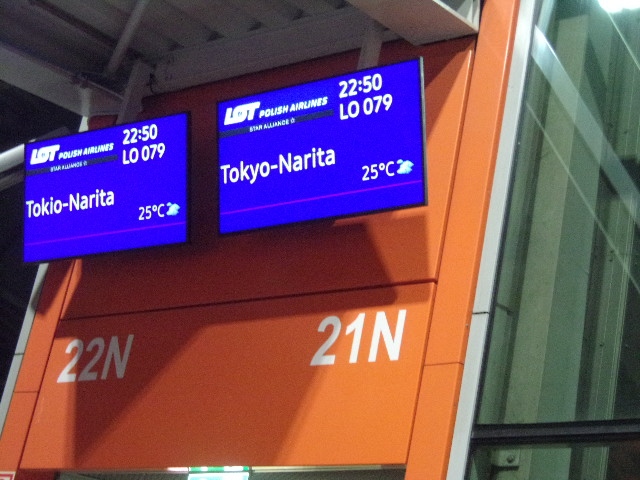 LOT POLISH AIRLINES
STAR ALLIANCE
22:50
LO 079
Tokio-Narita
25°C
LOT POLISH AIRLINES
STAR ALLIANCE
22:50
LO 079
Tokyo-Narita
25°C
22N
21N